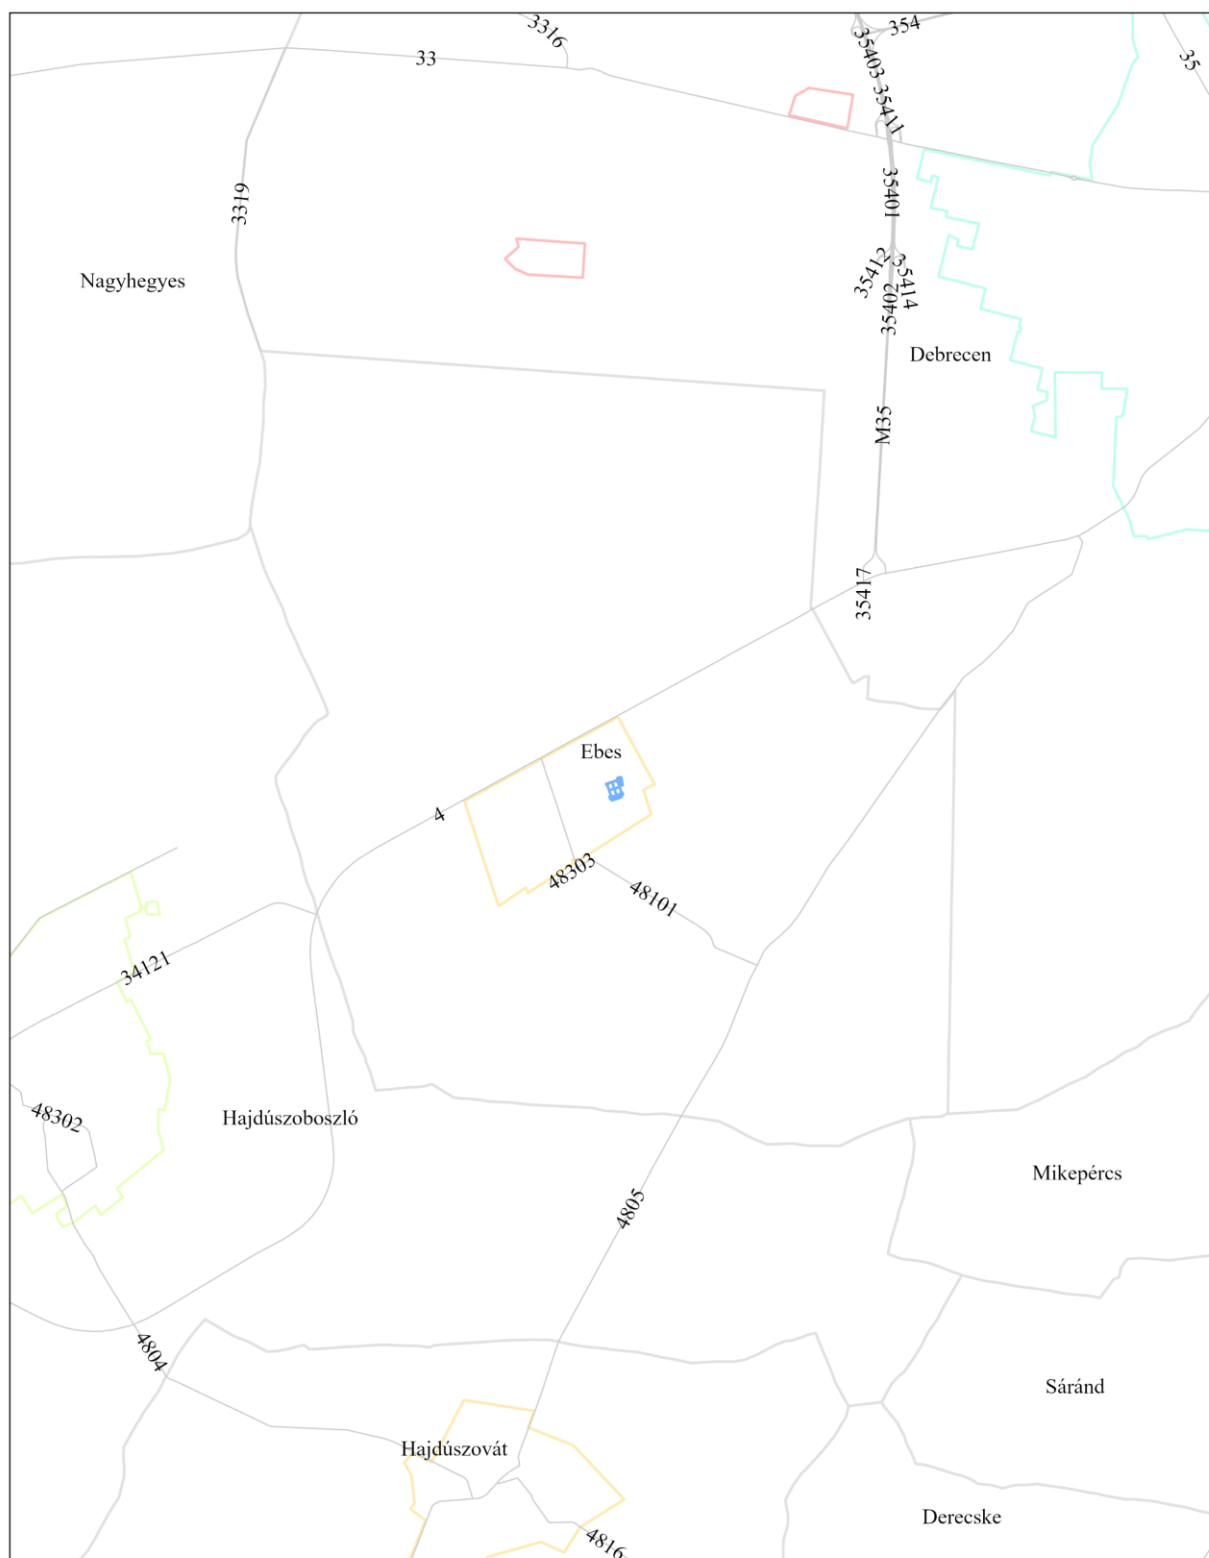 3316
354
33
35403
35
35411
3319
35401
Nagyhegyes
35412
35414
35402
Debrecen
M35
35417
Ebes
4
48303
48101
34121
48302
Hajdúszoboszló
Mikepércs
4805
4804
Sáránd
Hajdúszovát
Derecske
4816